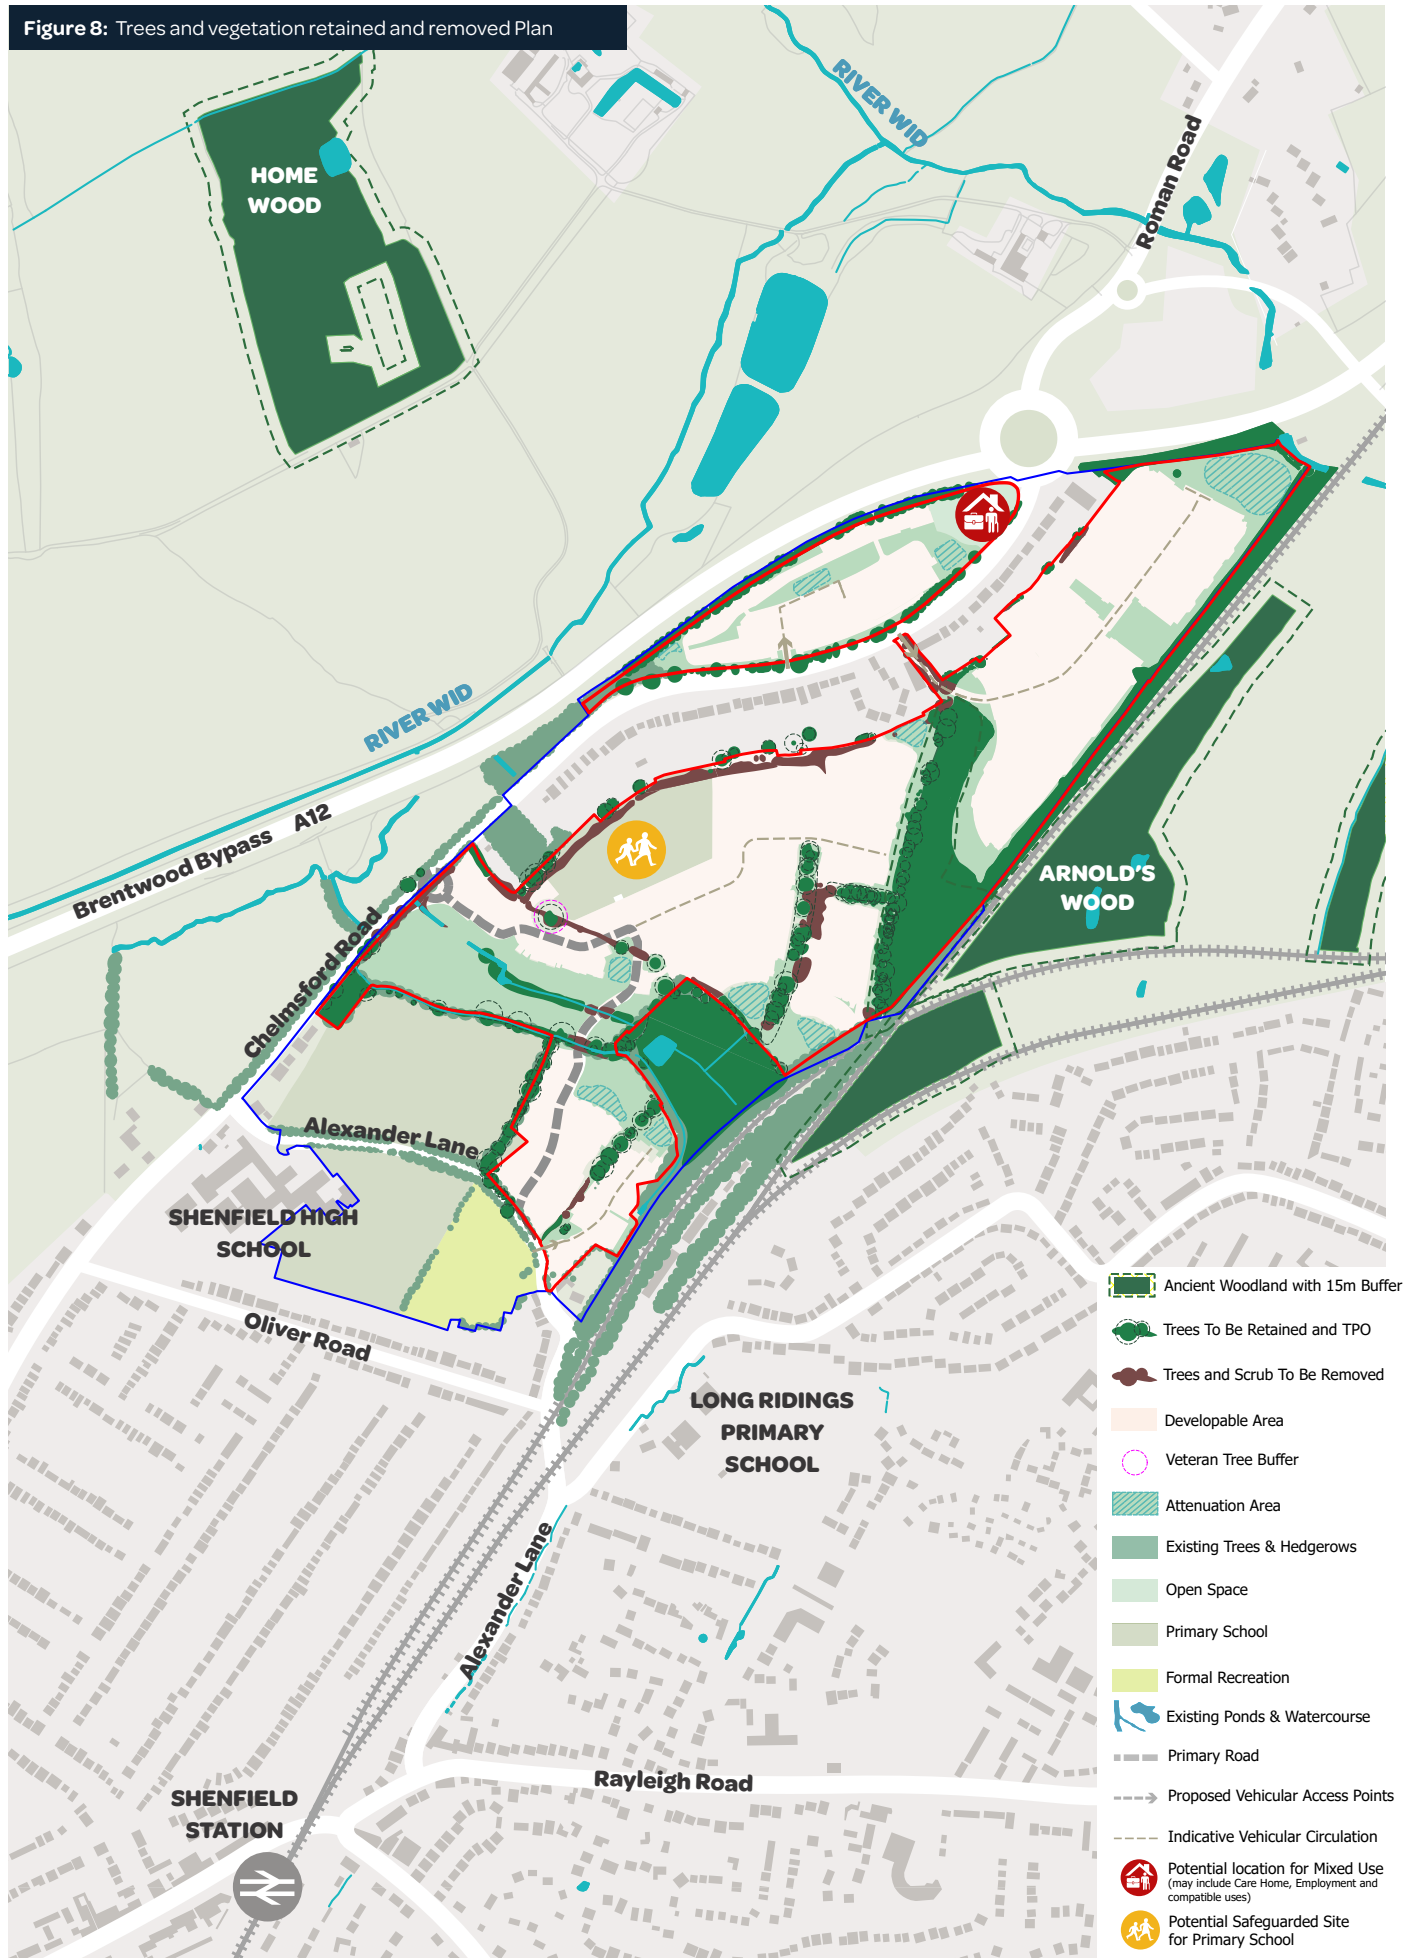 Figure 8: Trees and vegetation retained and removed Plan
RIVER WID
HOME
WOOD
Roman Road
RIVER WID
Brentwood Bypass A12
ARNOLD'S
WOOD
Chelmsford Road
Alexander Lane
SHENFIELD HIGH
SCHOOL
Oliver Road
LONG RIDINGS
PRIMARY
SCHOOL
Alexander Lane
Rayleigh Road
SHENFIELD
STATION
Ancient Woodland with 15m Buffer
Trees To Be Retained and TPO
Trees and Scrub To Be Removed
Developable Area
Veteran Tree Buffer
Attenuation Area
Existing Trees & Hedgerows
Open Space
Primary School
Formal Recreation
Existing Ponds & Watercourse
Primary Road
Proposed Vehicular Access Points
Indicative Vehicular Circulation
Potential location for Mixed Use
(may include Care Home, Employment and
compatible uses)
Potential Safeguarded Site
for Primary School